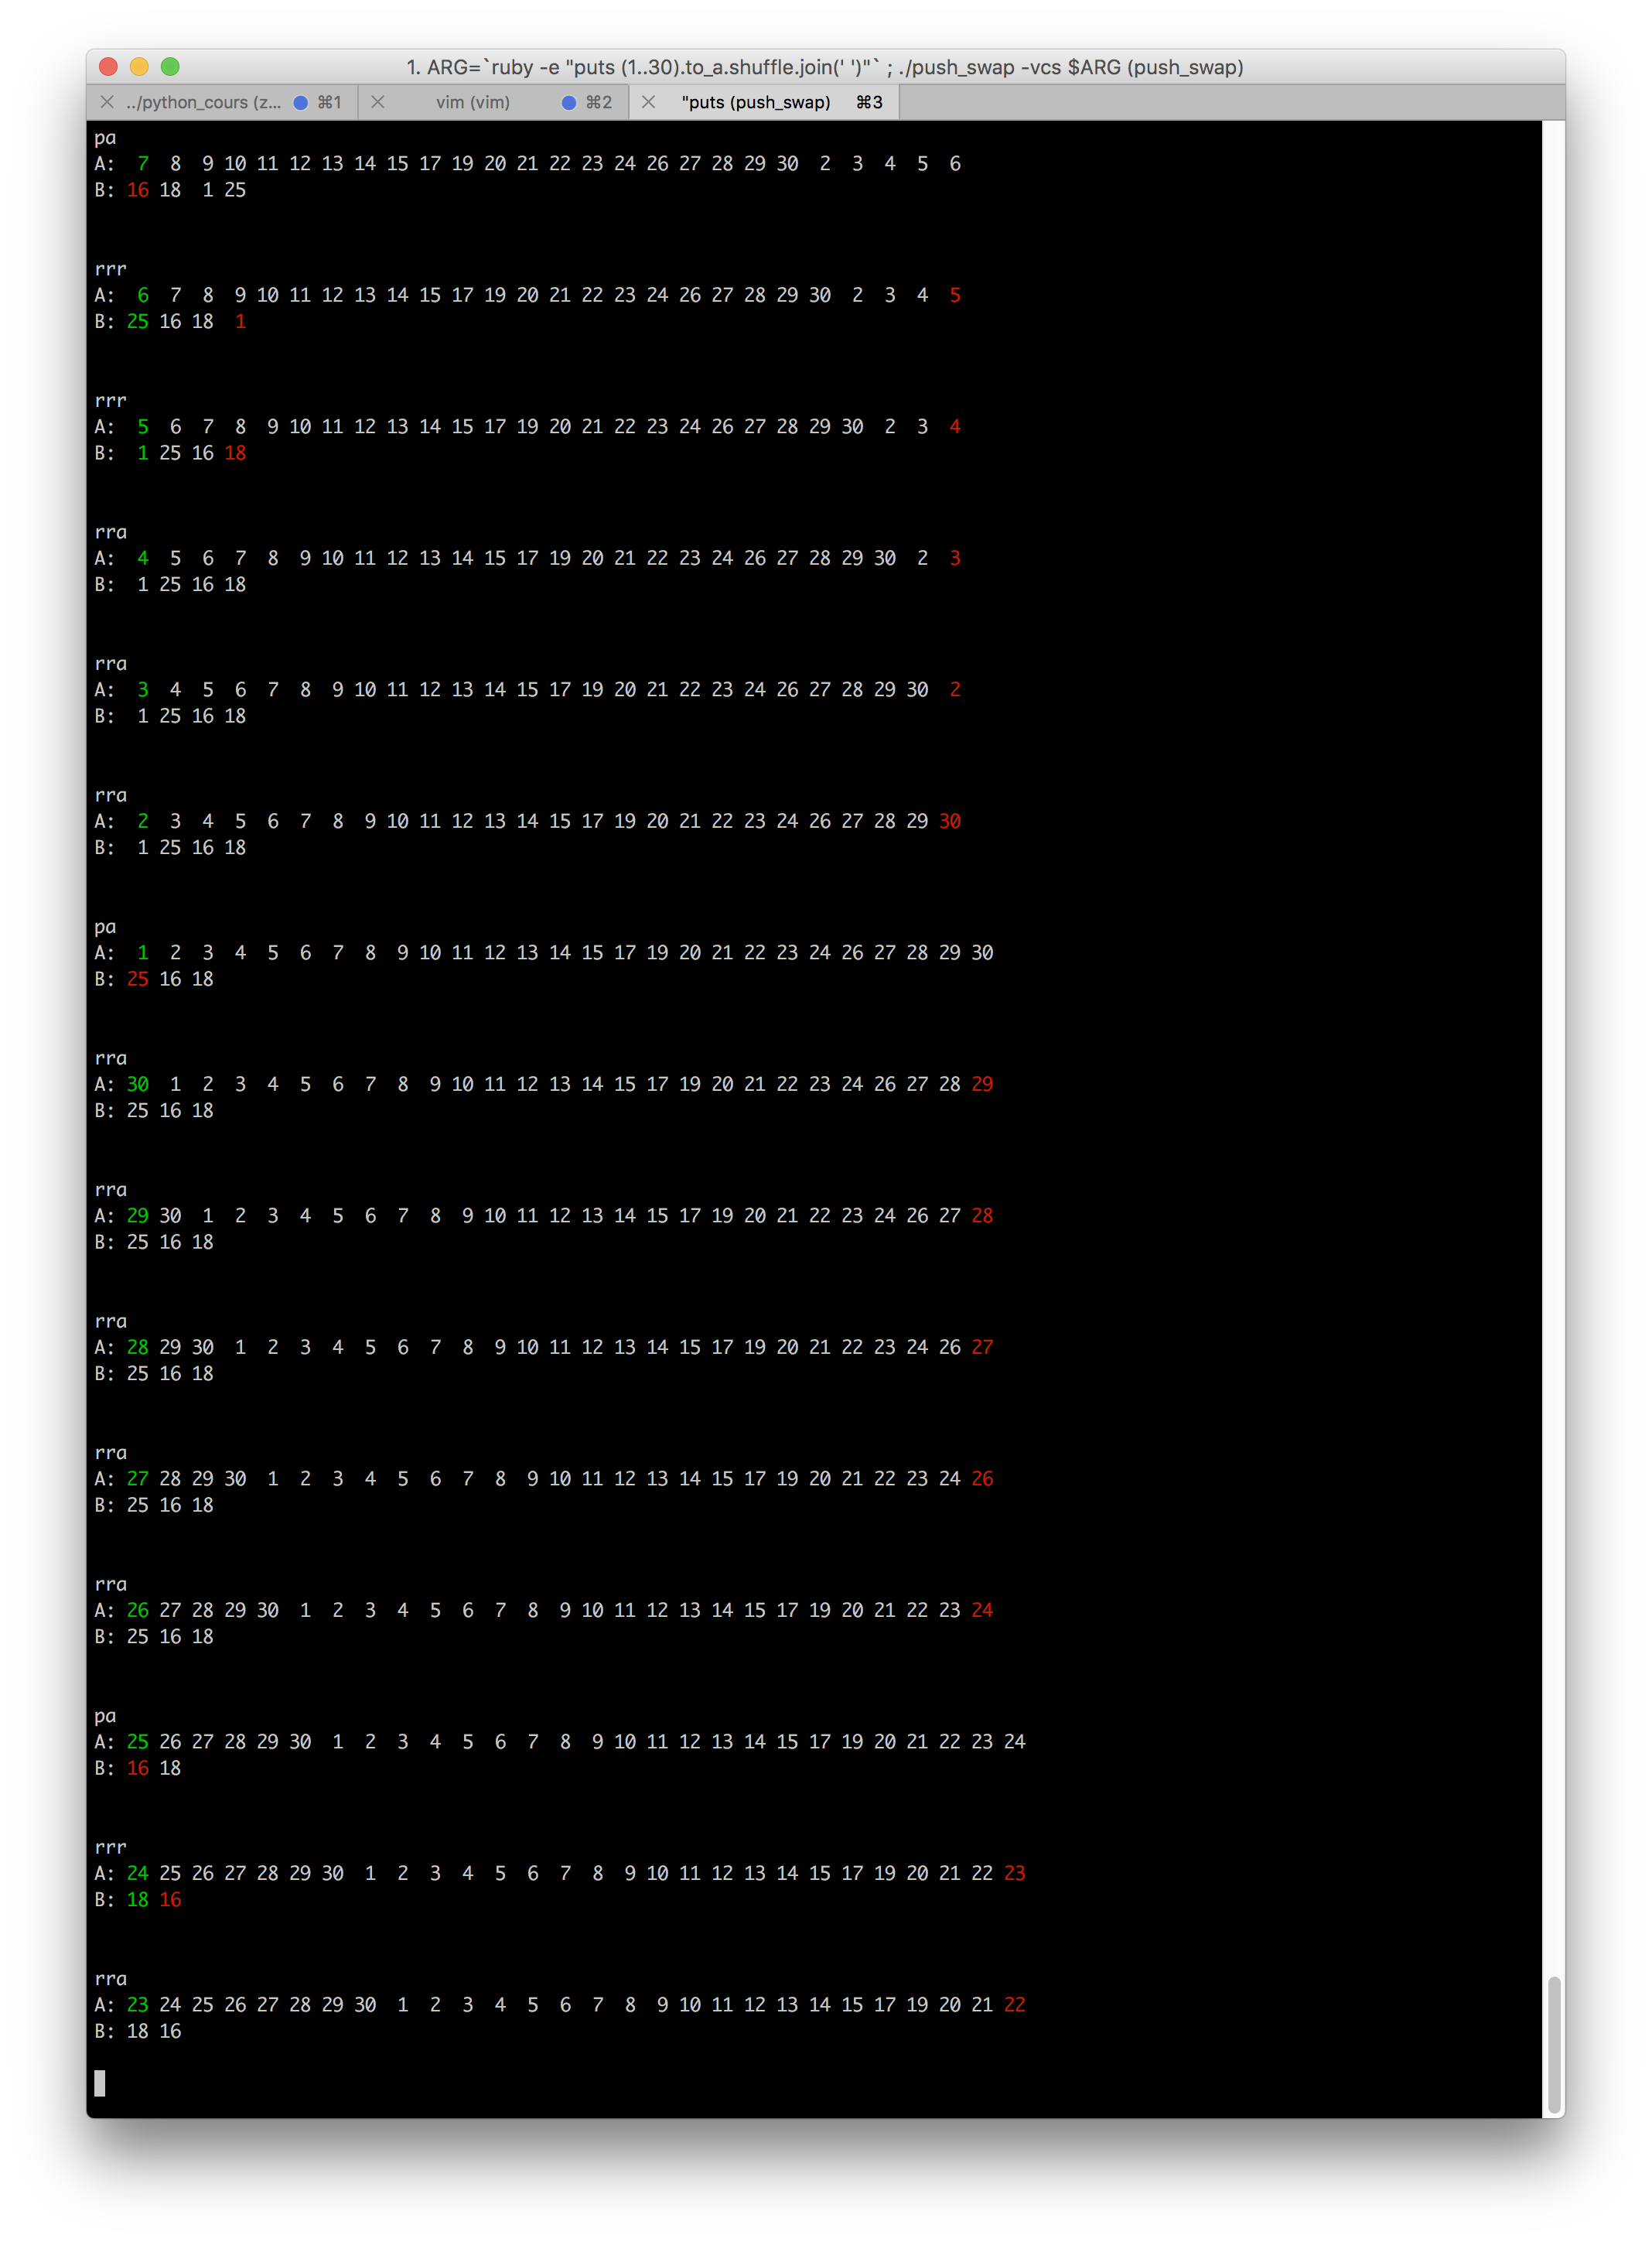 1. ARG=`ruby -e "puts (1..30).to_a.shuffle.join(' ')"` ; ./push_swap -vcs $ARG (push_swap)
../python_cours (z... ⌘1 vim (vim) ⌘2 "puts (push_swap) ⌘3
pa
A:  7  8  9 10 11 12 13 14 15 17 19 20 21 22 23 24 26 27 28 29 30  2  3  4  5  6
B: 16 18  1 25
rrr
A:  6  7  8  9 10 11 12 13 14 15 17 19 20 21 22 23 24 26 27 28 29 30  2  3  4  5
B: 25 16 18  1
rrr
A:  5  6  7  8  9 10 11 12 13 14 15 17 19 20 21 22 23 24 26 27 28 29 30  2  3  4
B:  1 25 16 18
rra
A:  4  5  6  7  8  9 10 11 12 13 14 15 17 19 20 21 22 23 24 26 27 28 29 30  2  3
B:  1 25 16 18
rra
A:  3  4  5  6  7  8  9 10 11 12 13 14 15 17 19 20 21 22 23 24 26 27 28 29 30  2
B:  1 25 16 18
rra
A:  2  3  4  5  6  7  8  9 10 11 12 13 14 15 17 19 20 21 22 23 24 26 27 28 29 30
B:  1 25 16 18
pa
A:  1  2  3  4  5  6  7  8  9 10 11 12 13 14 15 17 19 20 21 22 23 24 26 27 28 29 30
B: 25 16 18
rra
A: 30  1  2  3  4  5  6  7  8  9 10 11 12 13 14 15 17 19 20 21 22 23 24 26 27 28 29
B: 25 16 18
rra
A: 29 30  1  2  3  4  5  6  7  8  9 10 11 12 13 14 15 17 19 20 21 22 23 24 26 27 28
B: 25 16 18
rra
A: 28 29 30  1  2  3  4  5  6  7  8  9 10 11 12 13 14 15 17 19 20 21 22 23 24 26 27
B: 25 16 18
rra
A: 27 28 29 30  1  2  3  4  5  6  7  8  9 10 11 12 13 14 15 17 19 20 21 22 23 24 26
B: 25 16 18
rra
A: 26 27 28 29 30  1  2  3  4  5  6  7  8  9 10 11 12 13 14 15 17 19 20 21 22 23 24
B: 25 16 18
pa
A: 25 26 27 28 29 30  1  2  3  4  5  6  7  8  9 10 11 12 13 14 15 17 19 20 21 22 23 24
B: 16 18
rrr
A: 24 25 26 27 28 29 30  1  2  3  4  5  6  7  8  9 10 11 12 13 14 15 17 19 20 21 22 23
B: 18 16
rra
A: 23 24 25 26 27 28 29 30  1  2  3  4  5  6  7  8  9 10 11 12 13 14 15 17 19 20 21 22
B: 18 16